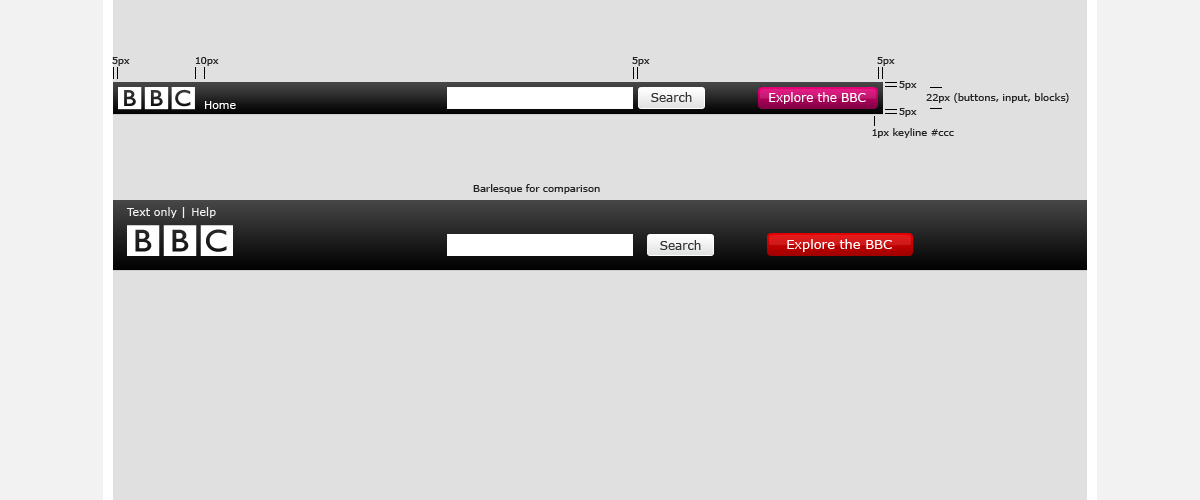 5px 10px 5px 5px
BBC Home Search Explore the BBC
5px
22px (buttons, input, blocks)
5px
1px keyline #ccc
Barlesque for comparison
Text only | Help
BBC Search Explore the BBC